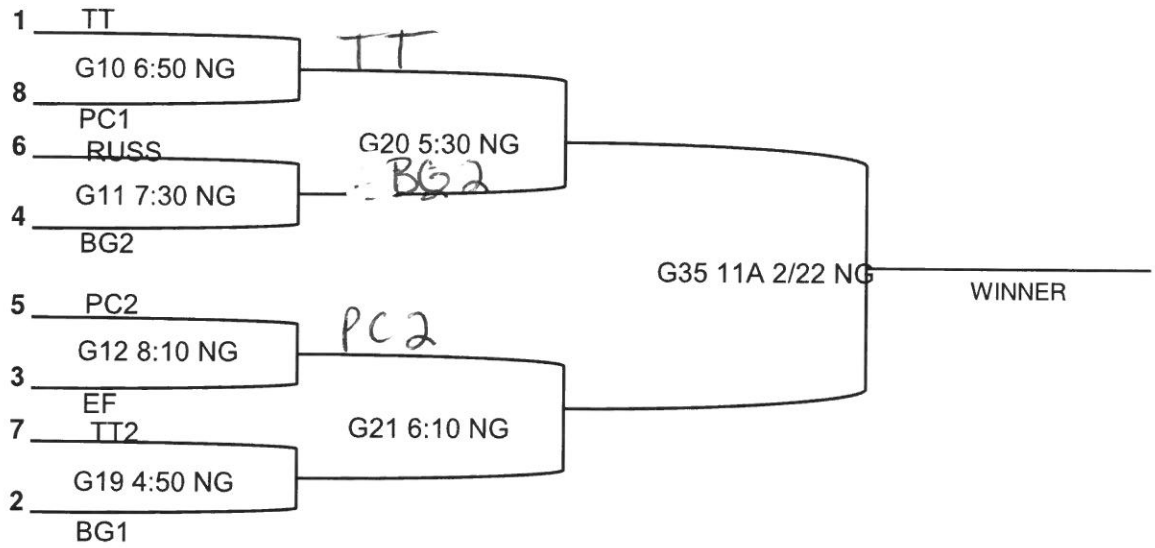 1 TT
G10 6:50 NG
8
PC1
TT
6 RUSS
G11 7:30 NG
4
BG2
G20 5:30 NG
BG2
5 PC2
G12 8:10 NG
3
EF
PC2
7 TT2
G19 4:50 NG
2
BG1
G21 6:10 NG
G35 11A 2/22 NG
WINNER